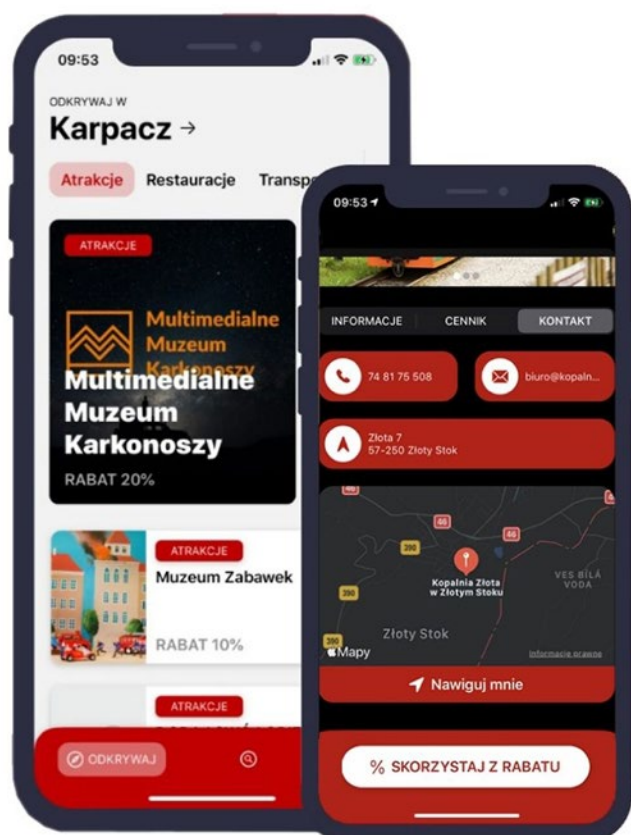 09:53
ODKRYWAJ W
Karpacz →
Atrakcje Restauracje Transpo
ATRAKCJE
Multimedialne
Muzeum
Karkonoszy
Multimedialne
Muzeum
Karkonoszy
RABAT 20%
ATRAKCJE
Muzeum Zabawek
RABAT 10%
ATRAKCJE
ODKRYWAJ
09:53
INFORMACJE CENNIK KONTAKT
74 81 75 508 biuro@kopaln...
Złota 7
57-250 Złoty Stok
46
46
46
390
390
390
Kopalnia Złota
w Złotym Stoku
VES BÍLÁ
VODA
Złoty Stok
Mapy
Informacje prawne
Nawiguj mnie
% SKORZYSTAJ Z RABATU